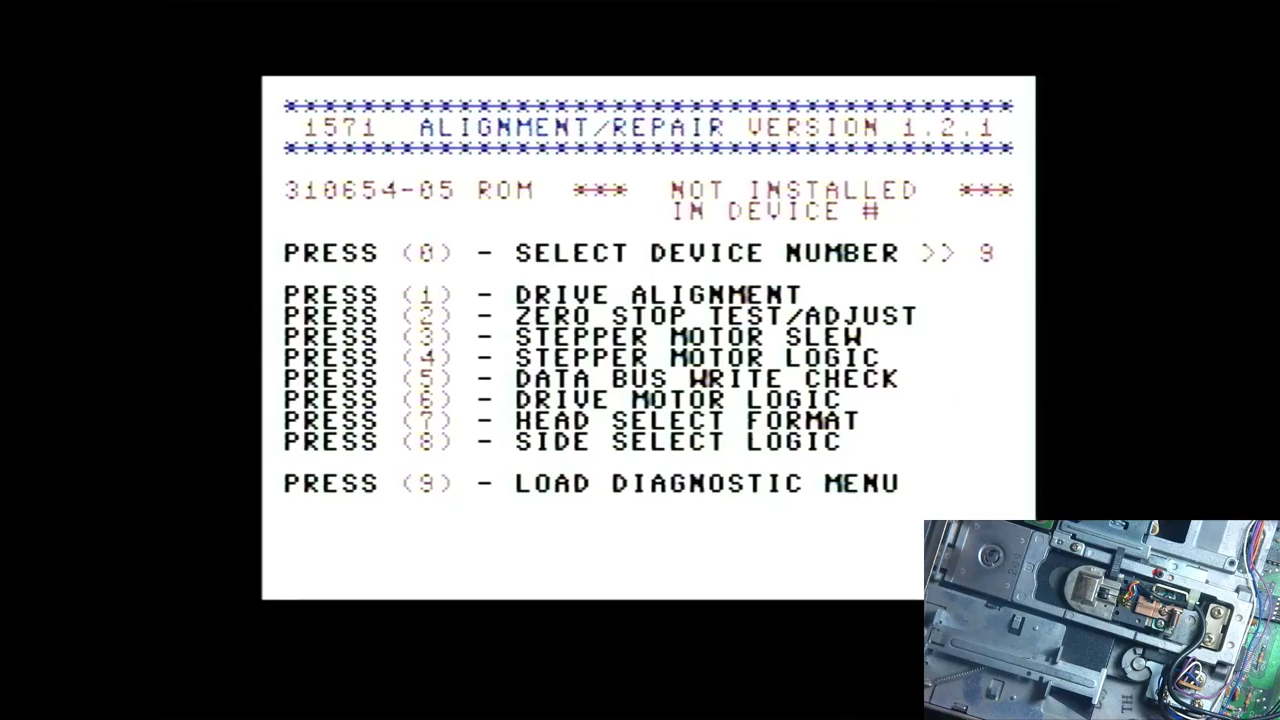 ****************************************
1571 ALIGNMENT/REPAIR VERSION 1.2.1
****************************************
310654-05 ROM *** NOT INSTALLED ***
IN DEVICE #
PRESS (0) - SELECT DEVICE NUMBER >> 9
PRESS (1) - DRIVE ALIGNMENT
PRESS (2) - ZERO STOP TEST/ADJUST
PRESS (3) - STEPPER MOTOR SLEW
PRESS (4) - STEPPER MOTOR LOGIC
PRESS (5) - DATA BUS WRITE CHECK
PRESS (6) - DRIVE MOTOR LOGIC
PRESS (7) - HEAD SELECT FORMAT
PRESS (8) - SIDE SELECT LOGIC
PRESS (9) - LOAD DIAGNOSTIC MENU